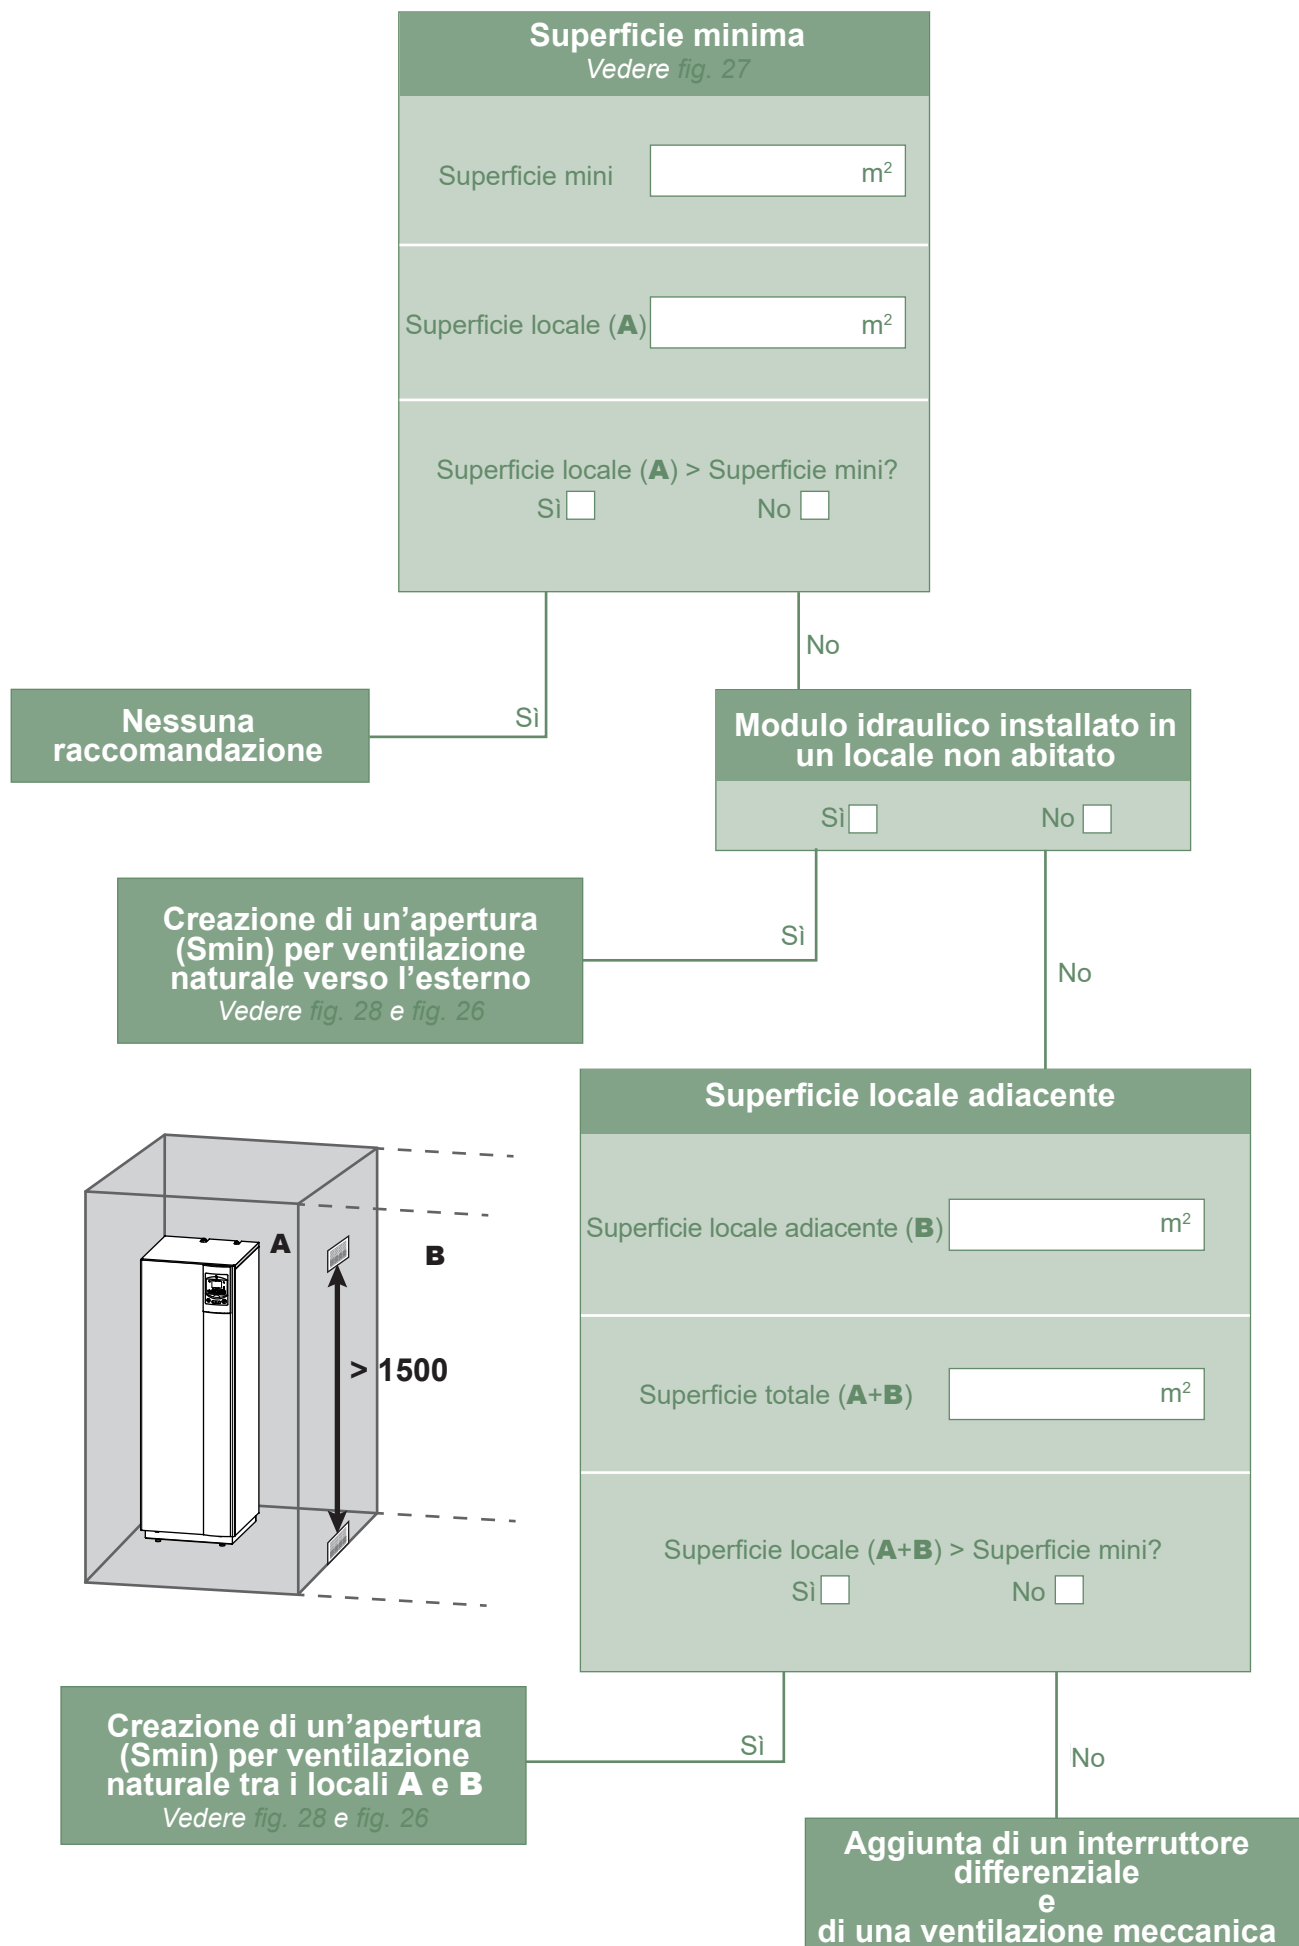 Superficie minima
Vedere fig. 27
Superficie mini
m²
Superficie locale (A)
m²
Superficie locale (A) > Superficie mini?
Sì
No
No
Sì
Nessuna
raccomandazione
Modulo idraulico installato in
un locale non abitato
Sì
No
Sì
No
Creazione di un’apertura
(Smin) per ventilazione
naturale verso l’esterno
Vedere fig. 28 e fig. 26
Superficie locale adiacente
Superficie locale adiacente (B)
m²
Superficie totale (A+B)
m²
Superficie locale (A+B) > Superficie mini?
Sì
No
A
B
> 1500
Sì
No
Creazione di un’apertura
(Smin) per ventilazione
naturale tra i locali A e B
Vedere fig. 28 e fig. 26
Aggiunta di un interruttore
differenziale
e
di una ventilazione meccanica